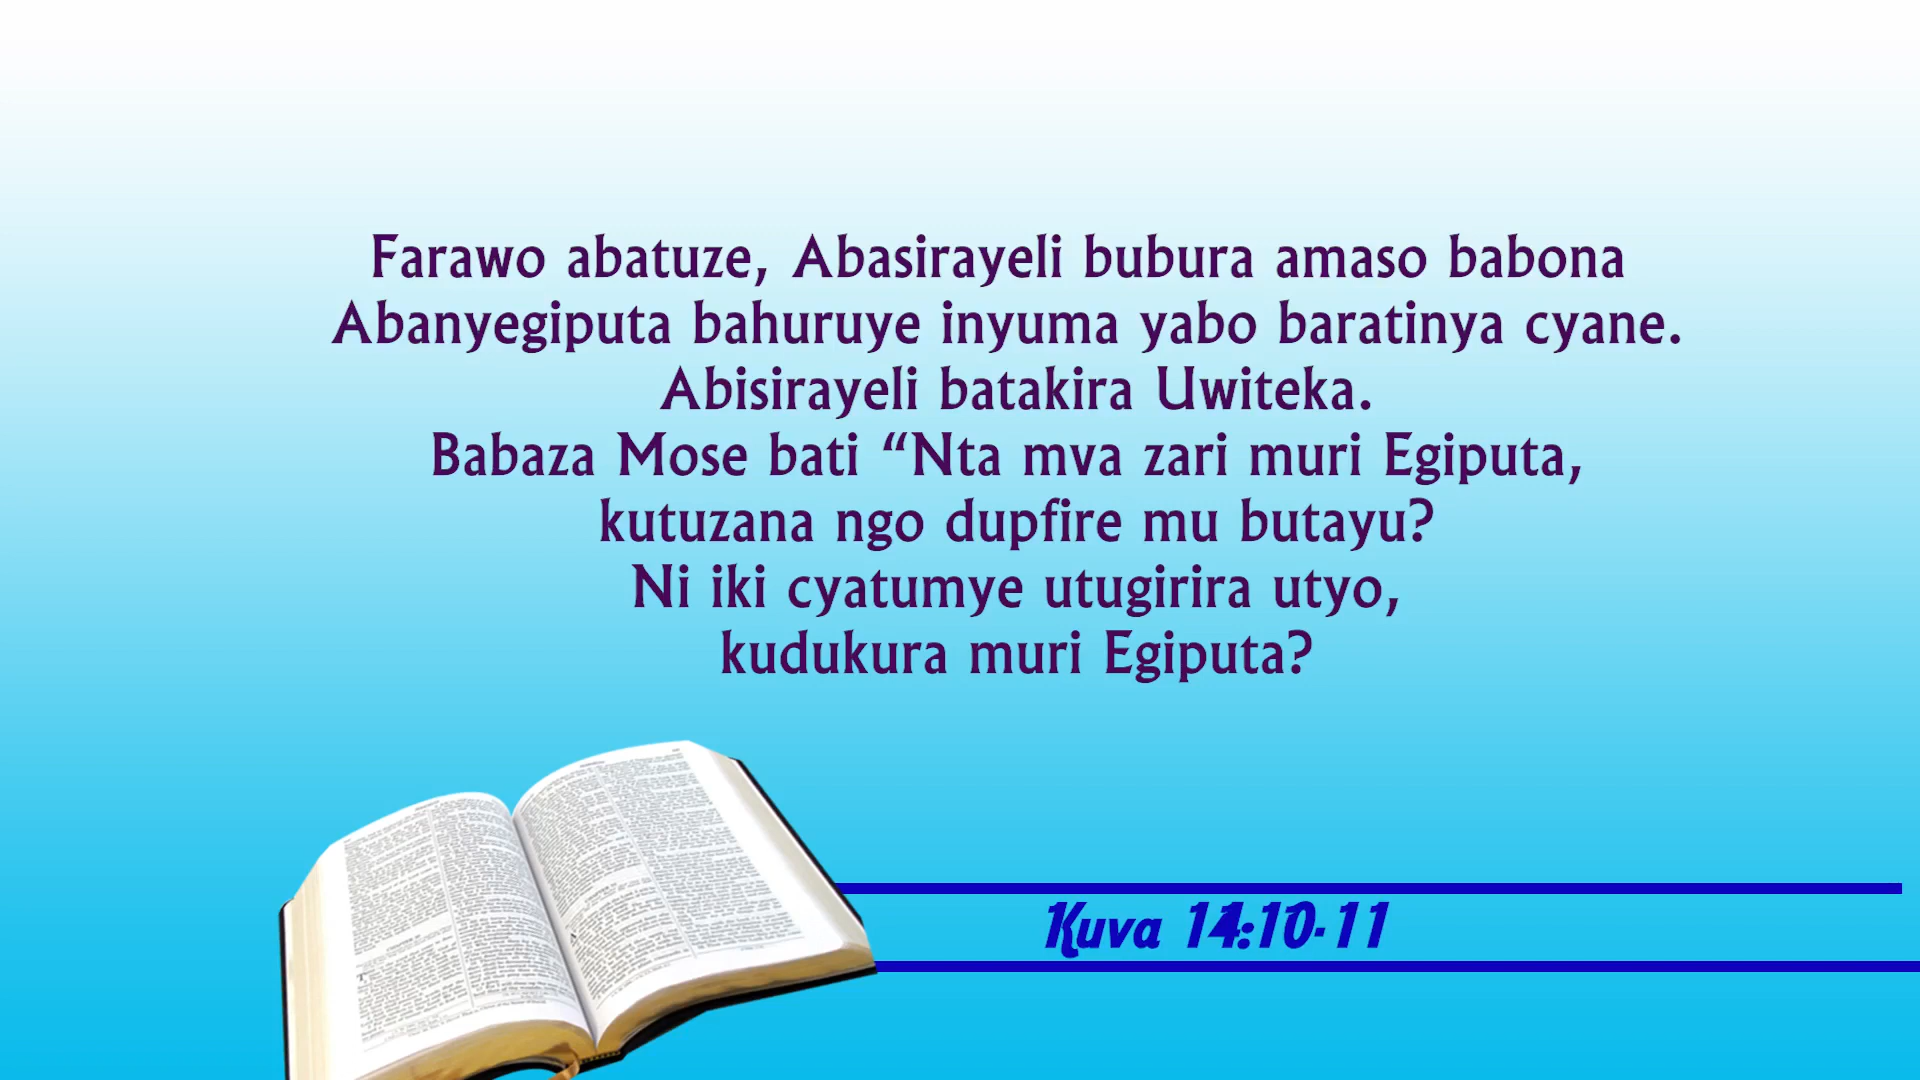 Farawo abatuze, Abasirayeli bubura amaso babona
Abanyegiputa bahuruye inyuma yabo baratinya cyane.
Abisirayeli batakira Uwiteka.
Babaza Mose bati “Nta mva zari muri Egiputa,
kutuzana ngo dupfire mu butayu?
Ni iki cyatumye utugirira utyo,
kudukura muri Egiputa?
Kuva 14:10-11